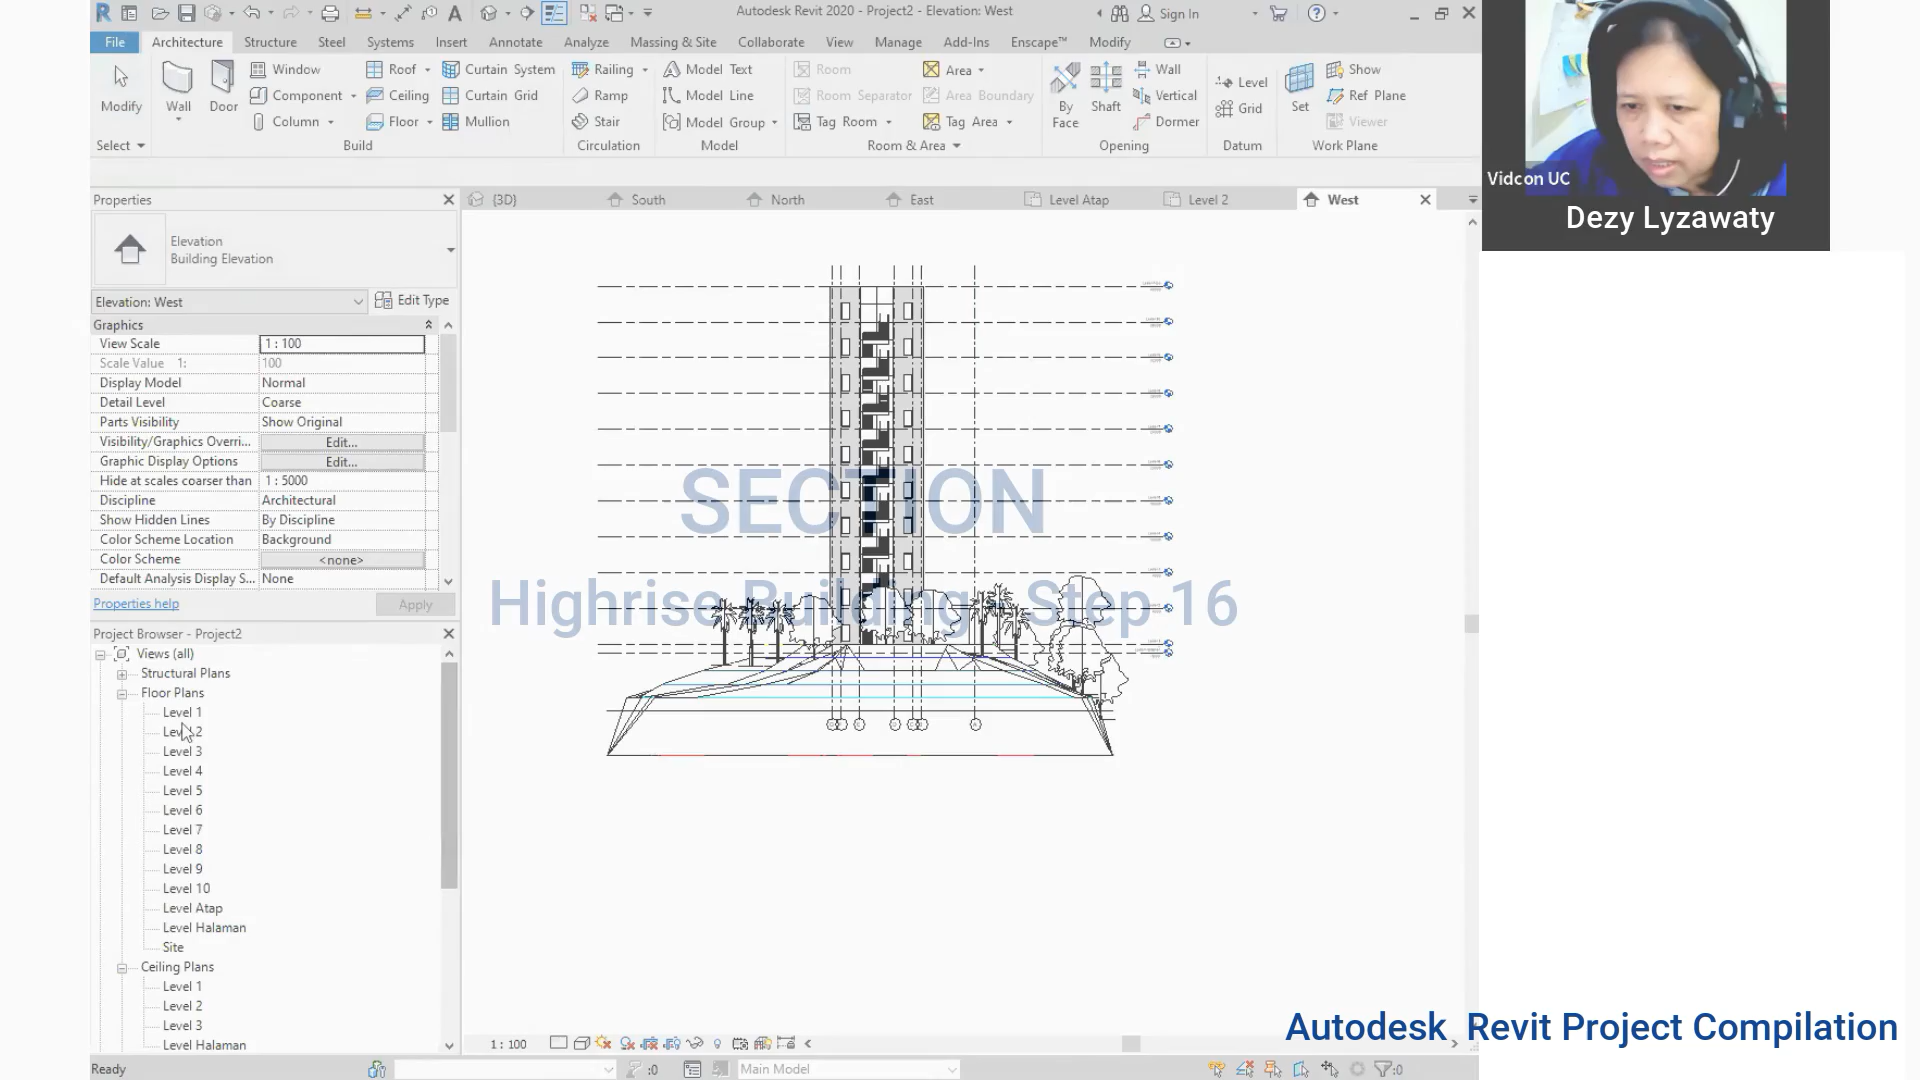 Autodesk Revit 2020 - Project2 - Elevation: West
Sign In
File Architecture Structure Steel Systems Insert Annotate Analyze Massing & Site Collaborate View Manage Add-Ins Enscape™ Modify
Modify
Select
Wall
Door
Window
Component
Column
Roof
Ceiling
Floor
Curtain System
Curtain Grid
Mullion
Build
Railing
Ramp
Stair
Circulation
Model Text
Model Line
Model Group
Model
Room
Room Separator
Tag Room
Area
Area Boundary
Tag Area
Room & Area
By
Face
Shaft
Wall
Vertical
Dormer
Opening
Level
Grid
Datum
Set
Show
Ref Plane
Viewer
Work Plane
Vidcon UC
Dezy Lyzawaty
Properties
{3D} South North East Level Atap Level 2 West
Elevation
Building Elevation
Elevation: West
Edit Type
Graphics
View Scale 1 : 100
Scale Value 1: 100
Display Model Normal
Detail Level Coarse
Parts Visibility Show Original
Visibility/Graphics Overri... Edit...
Graphic Display Options Edit...
Hide at scales coarser than 1 : 5000
Discipline Architectural
Show Hidden Lines By Discipline
Color Scheme Location Background
Color Scheme <none>
Default Analysis Display S... None
Properties help Apply
SECTION
Highrise Building - Step 16
Project Browser - Project2
Views (all)
Structural Plans
Floor Plans
Level 1
Level 2
Level 3
Level 4
Level 5
Level 6
Level 7
Level 8
Level 9
Level 10
Level Atap
Level Halaman
Site
Ceiling Plans
Level 1
Level 2
Level 3
Level Halaman
1 : 100
Autodesk Revit Project Compilation
Ready
:0
Main Model
:0